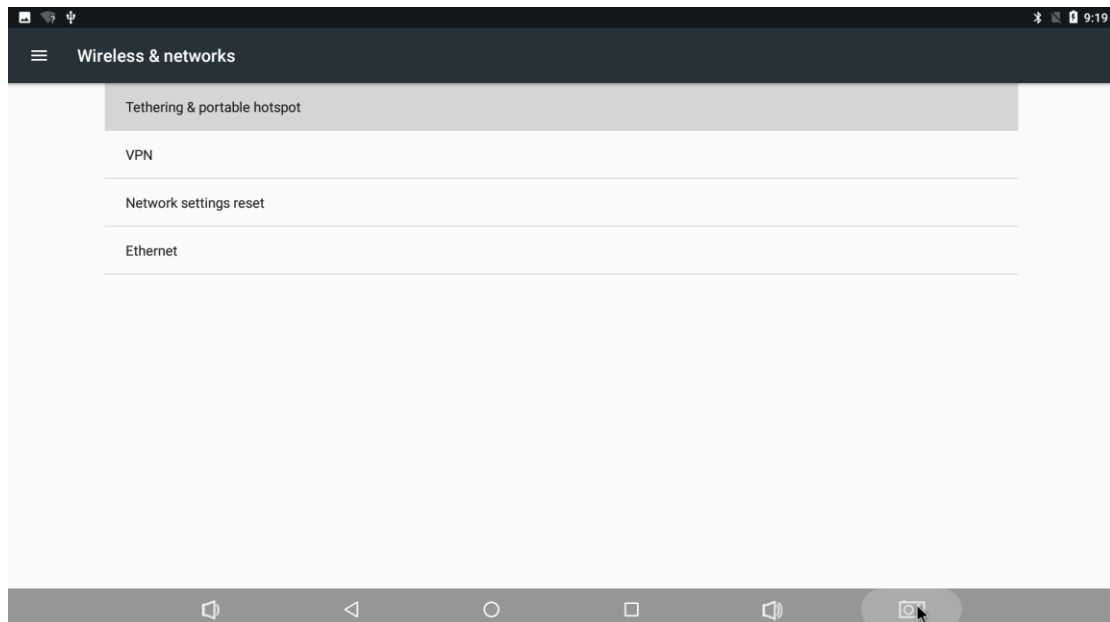 9:19
Wireless & networks
Tethering & portable hotspot
VPN
Network settings reset
Ethernet